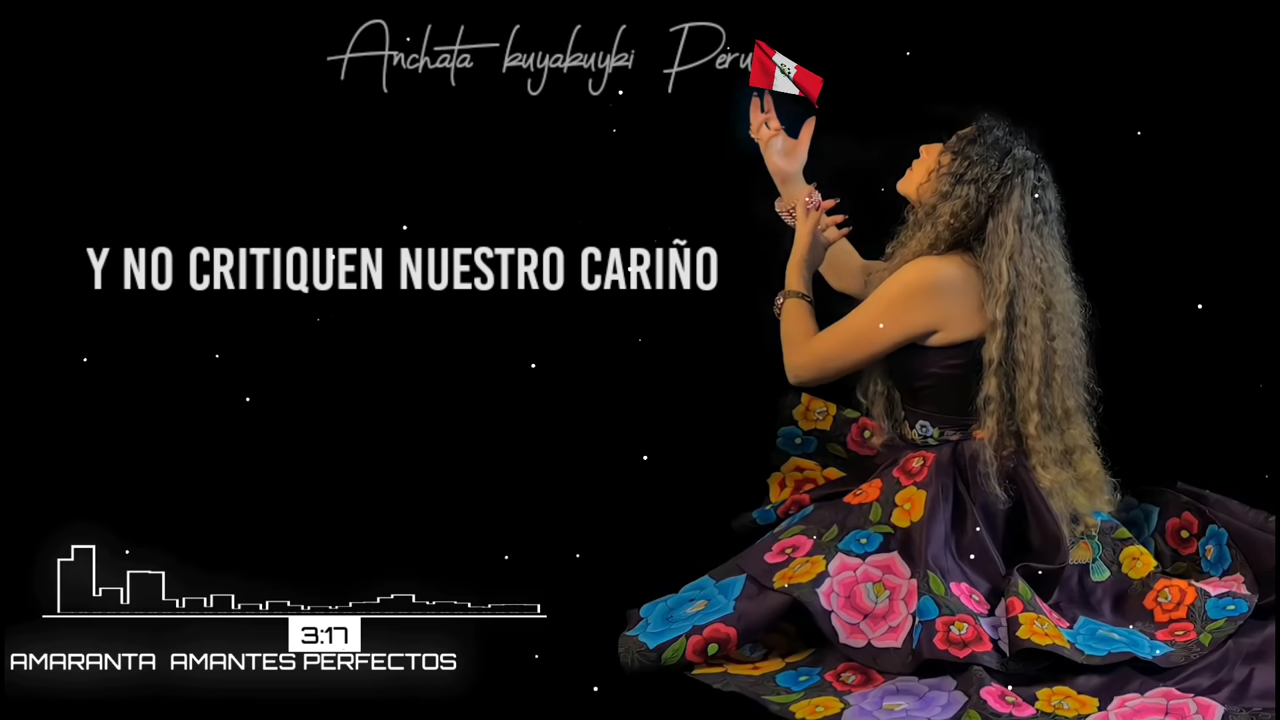 Anchata kuyakuyki Peru
Y NO CRITIQUEN NUESTRO CARIÑO
3:17
AMARANTA AMANTES PERFECTOS